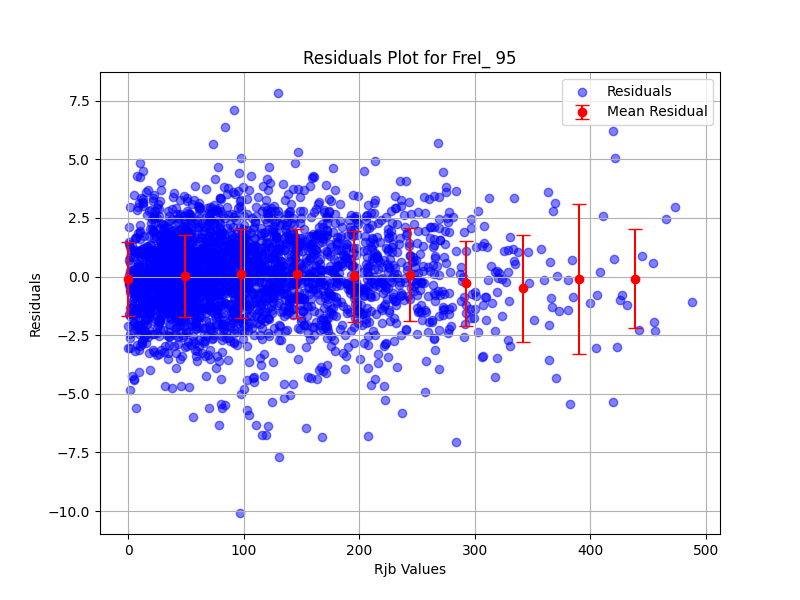 Residuals Plot for FreI_ 95
Residuals
Mean Residual
7.5
5.0
2.5
0.0
−2.5
−5.0
−7.5
−10.0
Residuals
0 100 200 300 400 500
Rjb Values